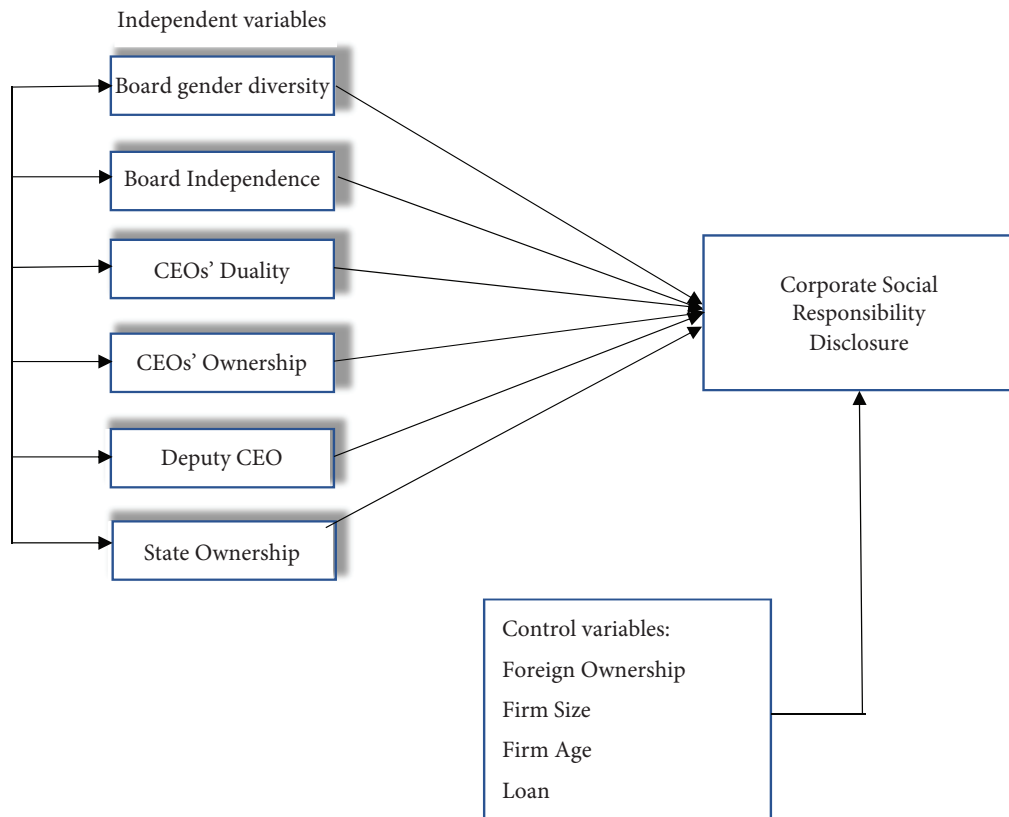 Independent variables
Board gender diversity
Board Independence
CEOs’ Duality
CEOs’ Ownership
Deputy CEO
State Ownership
Corporate Social
Responsibility
Disclosure
Control variables:
Foreign Ownership
Firm Size
Firm Age
Loan